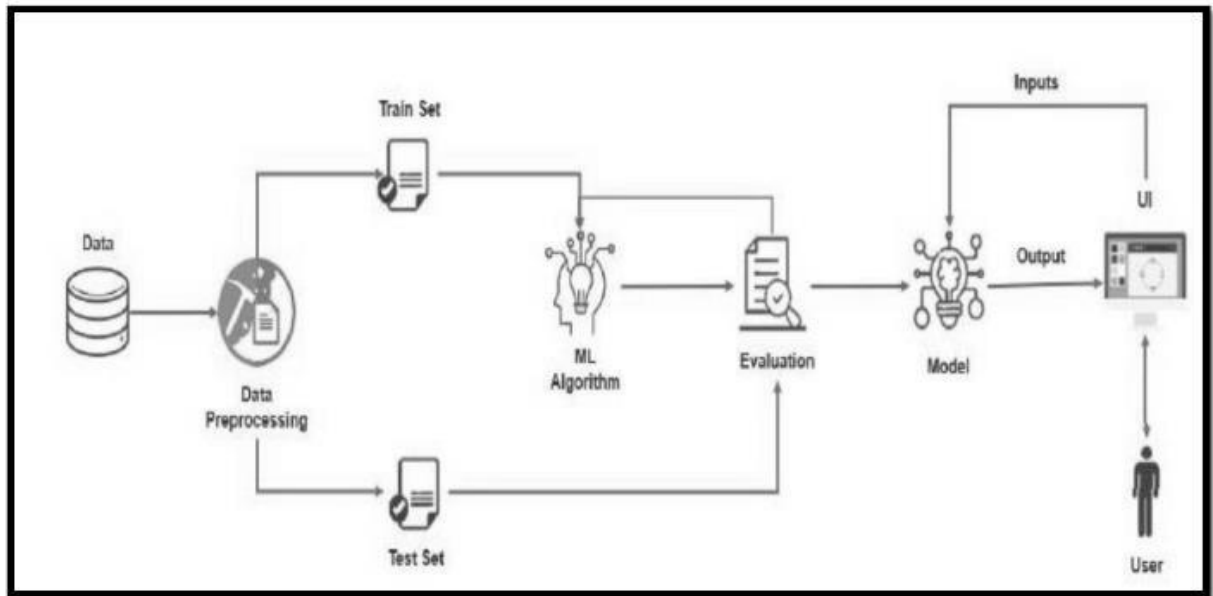 Inputs
Train Set
UI
Data
Output
ML
Algorithm
Evaluation
Model
Data
Preprocessing
Test Set
User